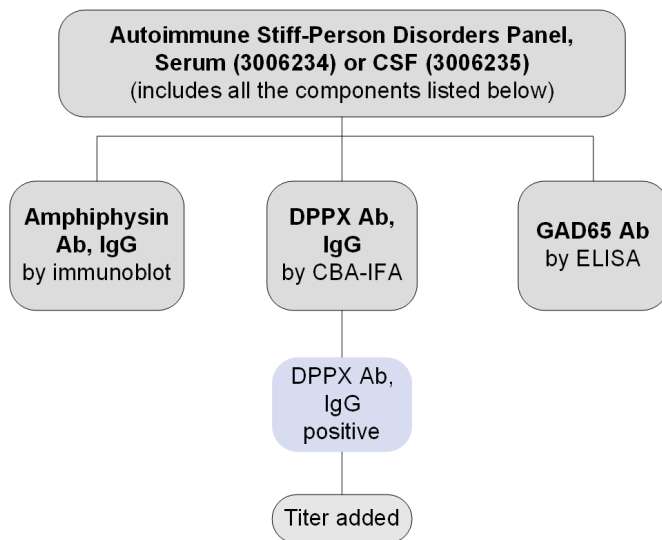 Autoimmune Stiff-Person Disorders Panel,
Serum (3006234) or CSF (3006235)
(includes all the components listed below)
Amphiphysin
Ab, IgG
by immunoblot
DPPX Ab,
IgG
by CBA-IFA
GAD65 Ab
by ELISA
DPPX Ab,
IgG
positive
Titer added